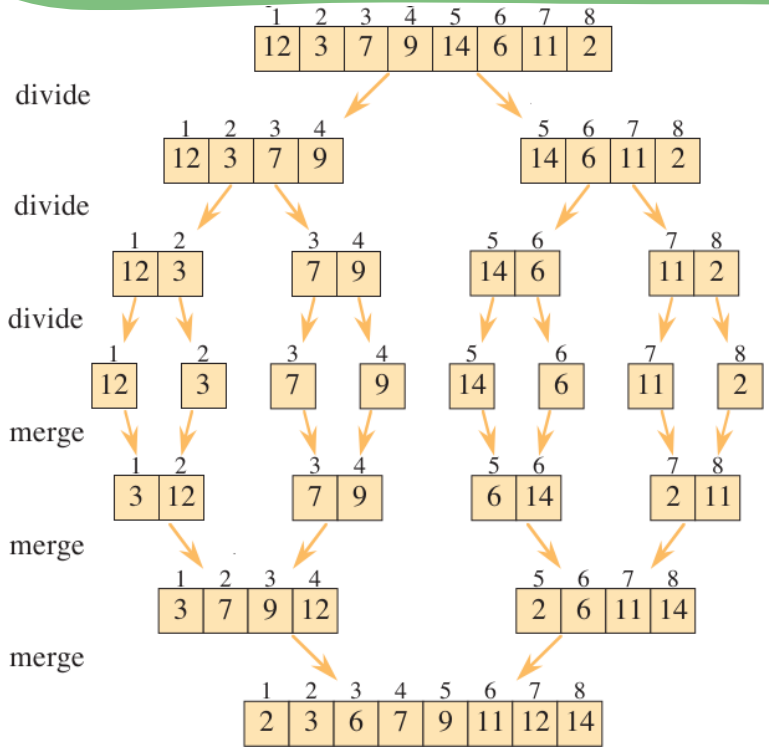 1 2 3 4 5 6 7 8
12 3 7 9 14 6 11 2
divide
1 2 3 4 5 6 7 8
12 3 7 9 14 6 11 2
divide
1 2 3 4 5 6 7 8
12 3 7 9 14 6 11 2
divide
1 2 3 4 5 6 7 8
12 3 7 9 14 6 11 2
merge
1 2 3 4 5 6 7 8
3 12 7 9 6 14 2 11
merge
1 2 3 4 5 6 7 8
3 7 9 12 2 6 11 14
merge
1 2 3 4 5 6 7 8
2 3 6 7 9 11 12 14